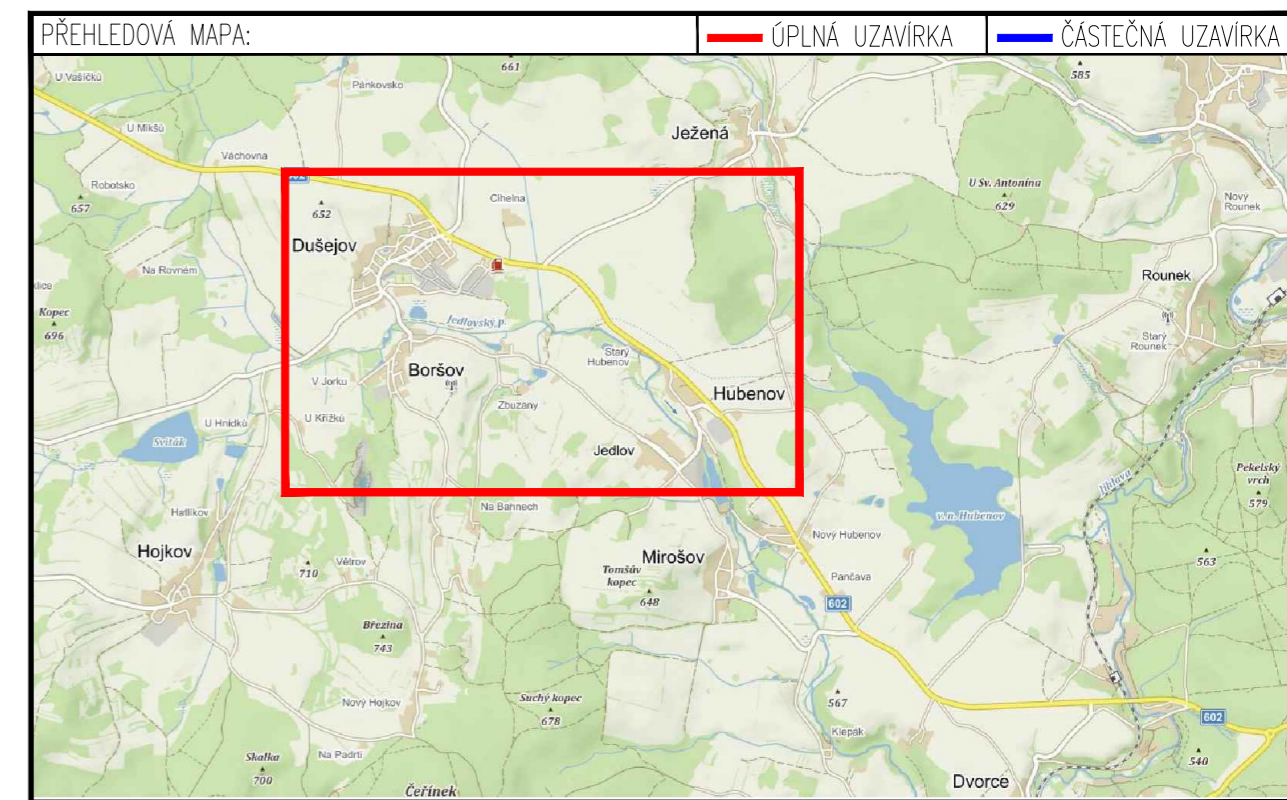 PŘEHLEDOVÁ MAPA:
ÚPLNÁ UZAVÍRKA
ČÁSTEČNÁ UZAVÍRKA
U Vašíčků
Pánkovsko
661
585
U Mikšů
Ježená
Váchovna
Robotsko
657
652
Cihelna
U Sv. Antonína
629
Nový
Rounek
Dušejov
Na Rovném
Rounek
Kopec
696
Jedlovský p.
Starý
Hubenov
Starý
Rounek
Boršov
V Jorku
Zbuzany
Hubenov
U Hnídků
U Křížků
Sviták
Jedlov
Jihlava
Pekelský
vrch
579
Hatlíkov
Na Bahnech
v. n. Hubenov
Nový Hubenov
Hojkov
710
Větrov
Mirošov
Tomšův
kopec
648
Pančava
563
602
Březina
743
Nový Hojkov
Suchý kopec
678
567
Klepák
602
Skalka
700
Na Padrti
Čeřínek
Dvorce
540